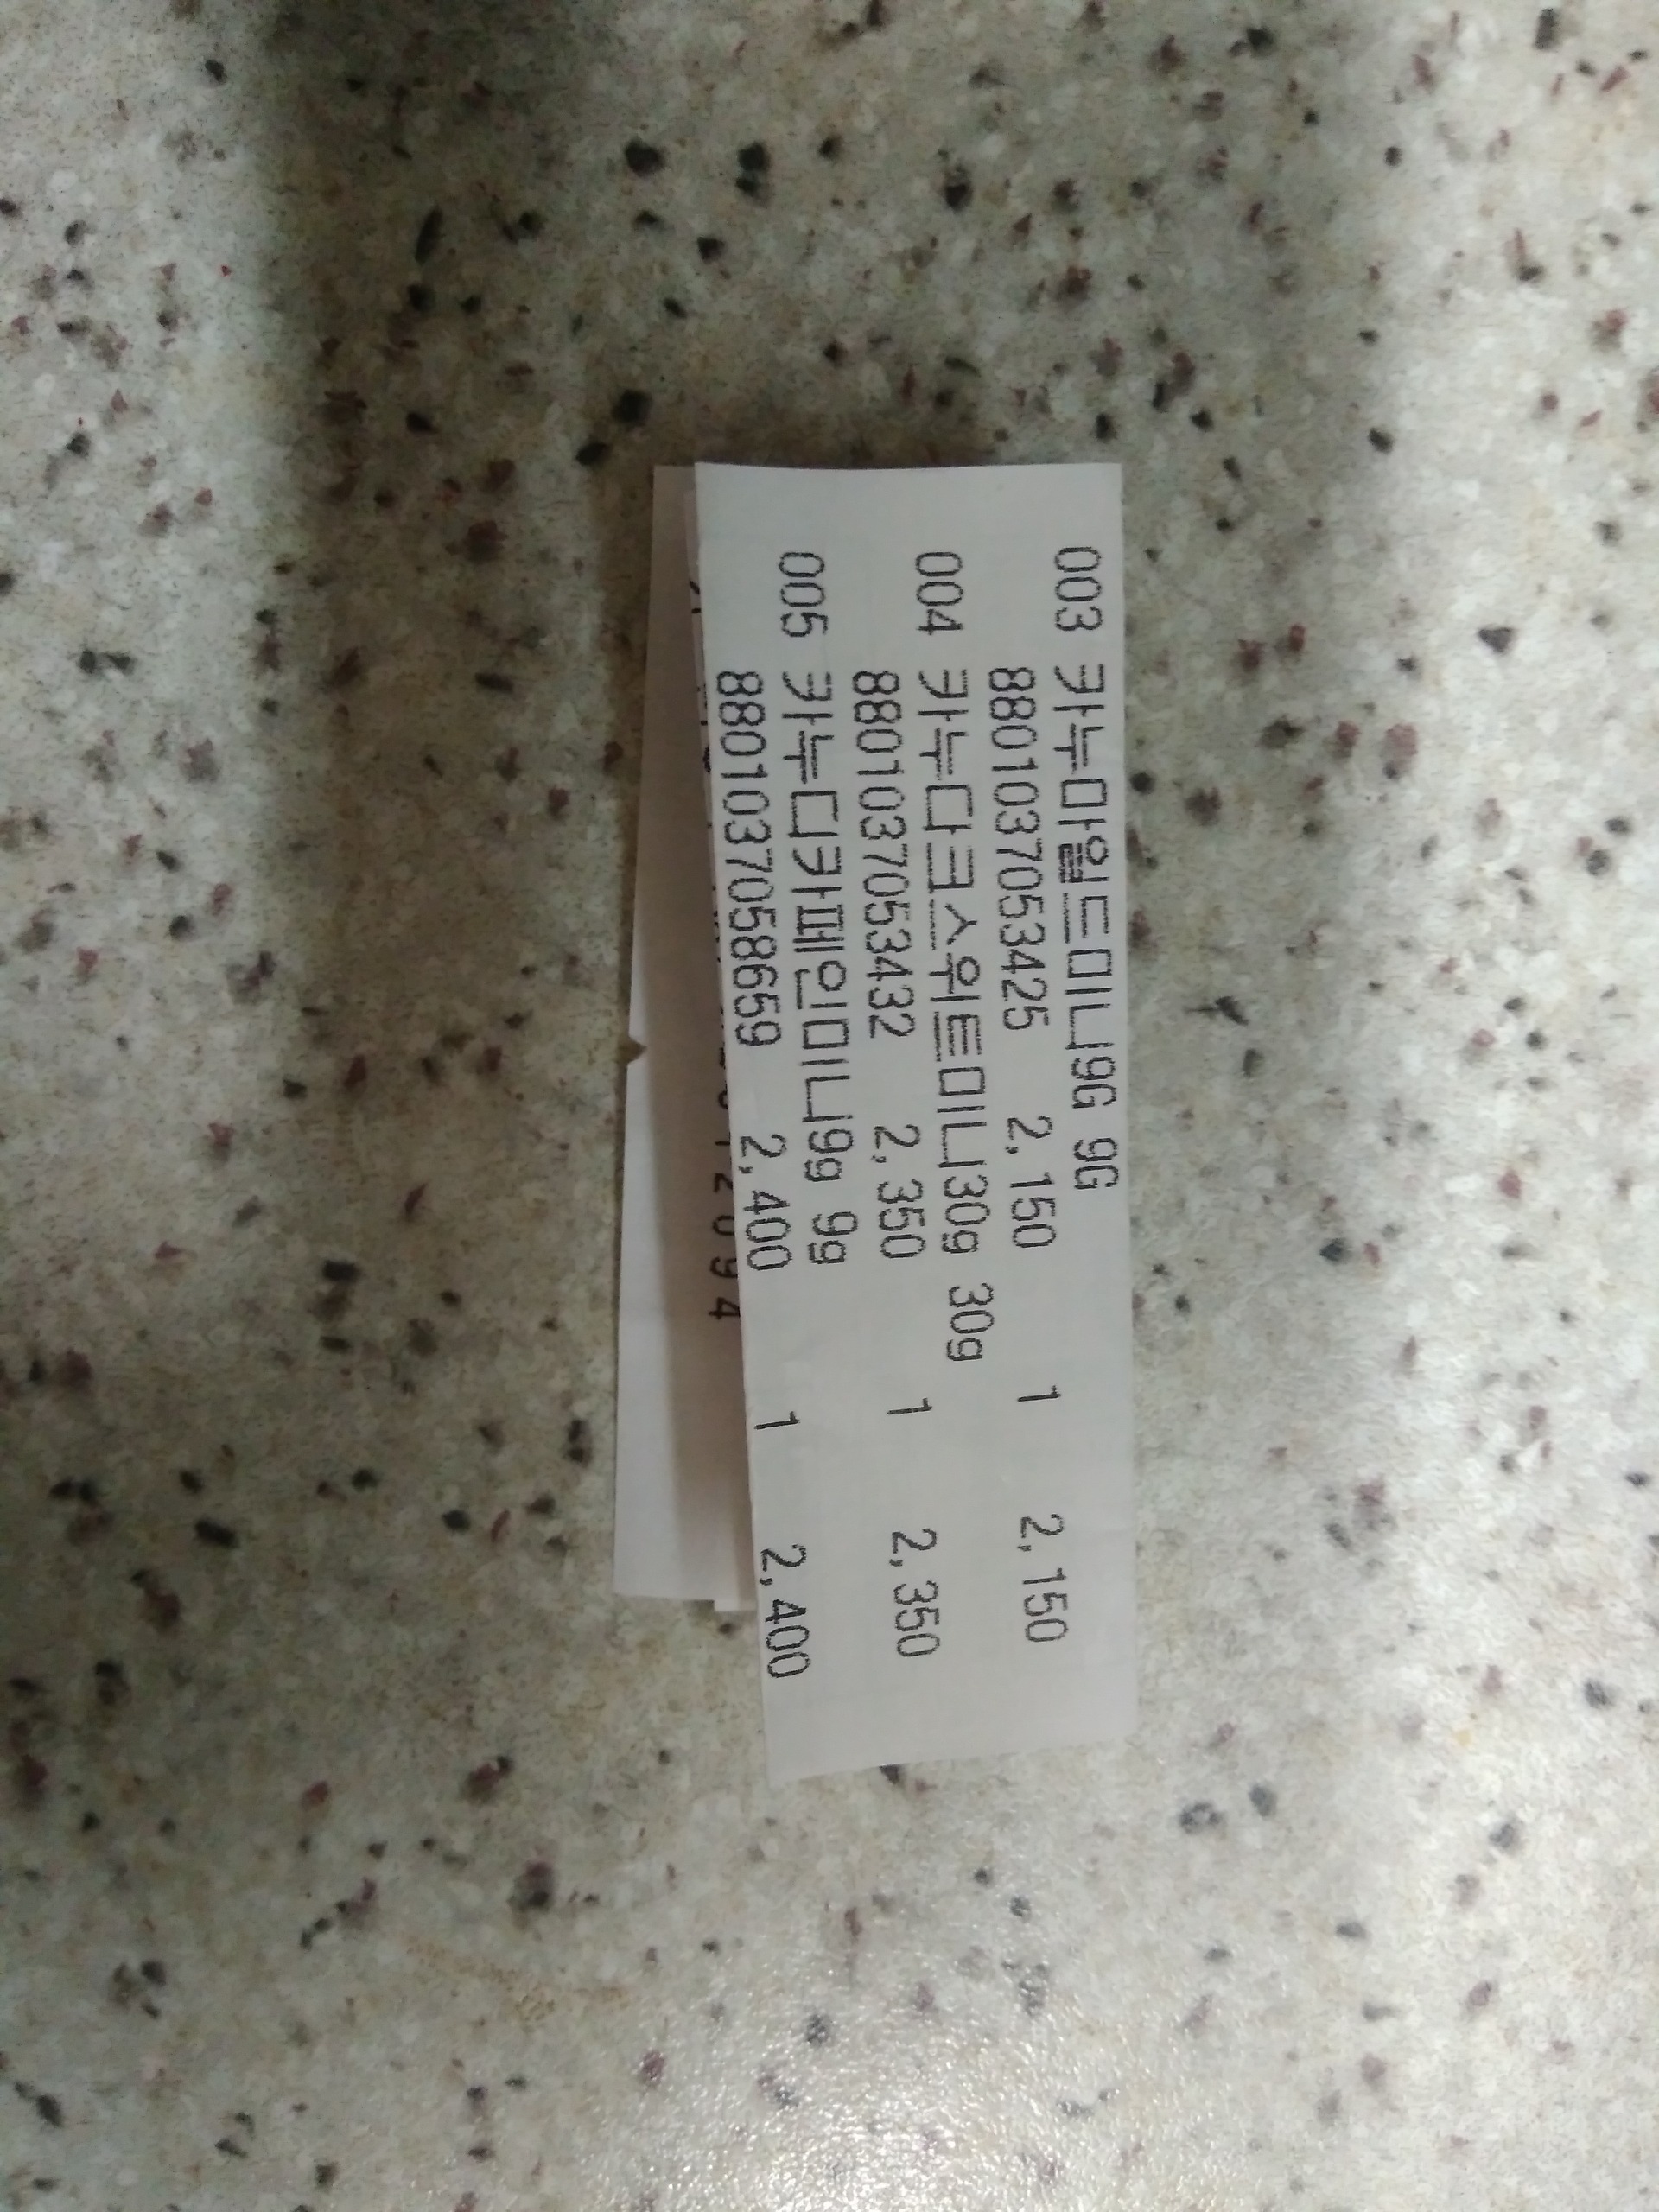 003 카누마일드미니9G 9G
8801037053425 2,150 1 2,150
004 카누다크스위트미니30g 30g
8801037053432 2,350 1 2,350
005 카누디카페인미니9g 9g
8801037058659 2,400 1 2,400